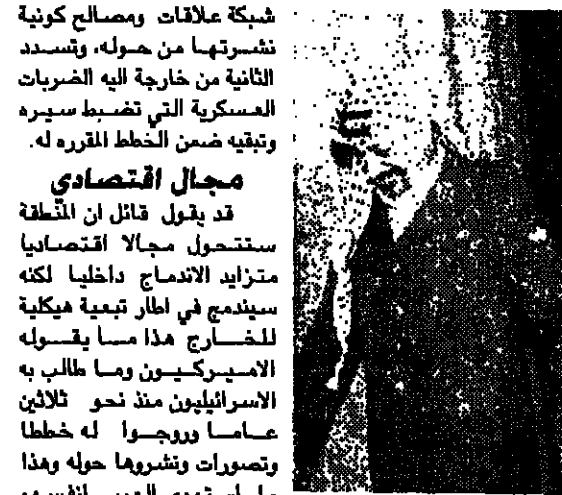 شبكة علاقات ومصالح كونية
نشرتها من حوله، وتسدد
الثانية من خارجة اليه الضربات
العسكرية التي تضبط سيره
وتبقيه ضمن الخطط المقرره له.
مجال اقتصادي
قد يقول قائل ان المنطقة
ستتحول مجالا اقتصاديا
متزايد الاندماج داخليا لكنه
سيندمج في اطار تبعية هيكلية
للخارج هذا ما يقوله
الاميركيون وما طالب به
الاسرائيليون منذ نحو ثلاثين
عاما وروجوا له خططا
وتصورات ونشروها حوله وهذا